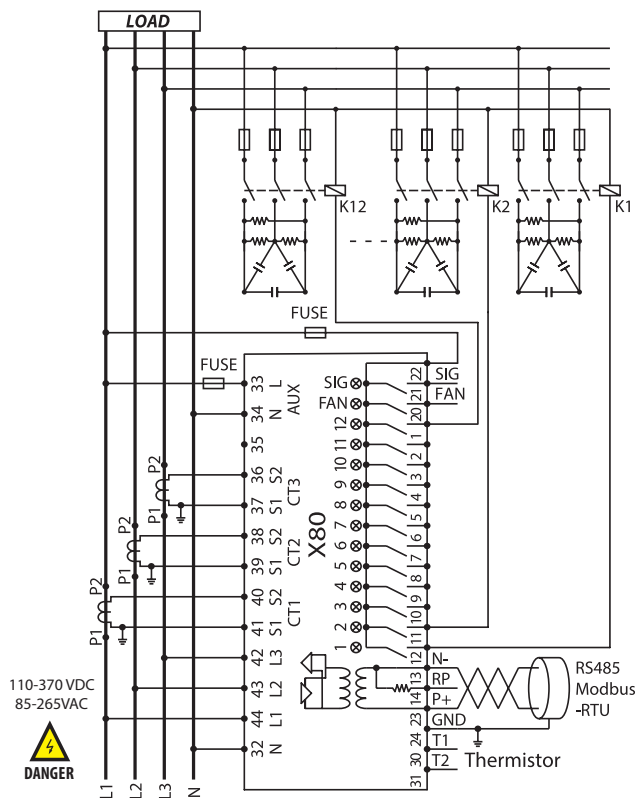 LOAD
K12
K2
K1
FUSE
FUSE
33 L
34 N
AUX
35
36 S2
37 S1
CT3
38 S2
39 S1
CT2
40 S2
41 S1
CT1
42 L3
43 L2
44 L1
32 N
X80
SIG
FAN
12
11
10
9
8
7
6
5
4
3
2
1
22
21
20
1
2
3
4
5
6
7
8
9
10
11
12
13
14
23
24
30
31
SIG
FAN
N-
RP
P+
GND
T1
T2
Thermistor
RS485
Modbus
-RTU
P2
P1
P2
P1
P2
P1
110-370 VDC
85-265VAC
DANGER
L1
L2
L3
N